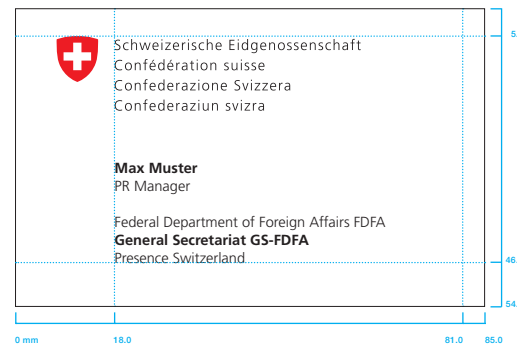 Schweizerische Eidgenossenschaft
Confédération suisse
Confederazione Svizzera
Confederaziun svizra
Max Muster
PR Manager
Federal Department of Foreign Affairs FDFA
General Secretariat GS-FDFA
Presence Switzerland
5.
46.
54.
0 mm 18.0 81.0 85.0